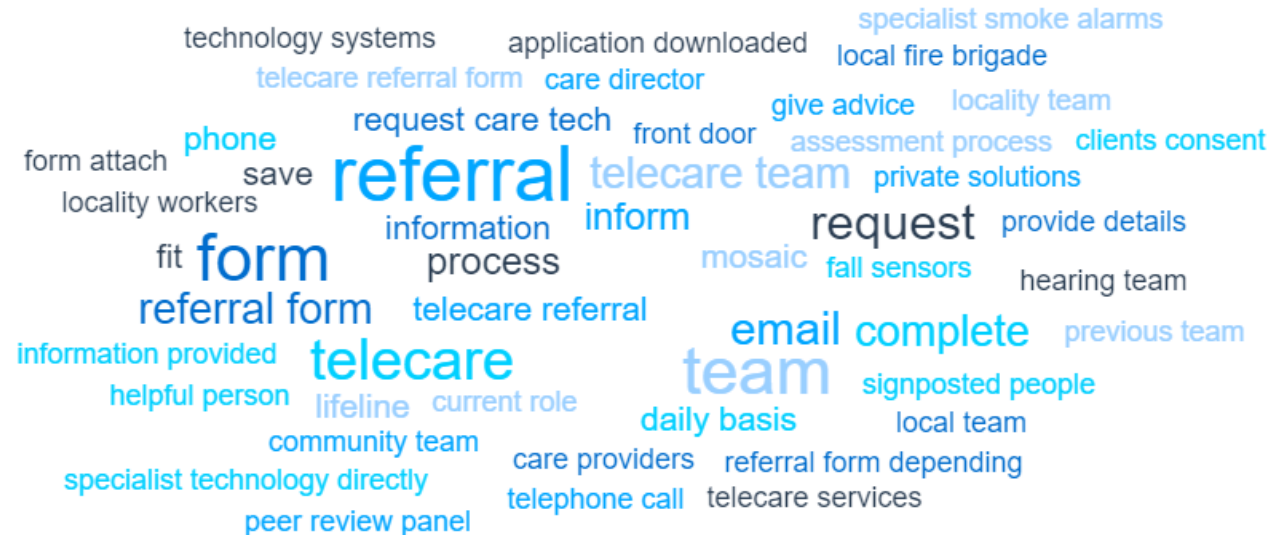 specialist smoke alarms
technology systems
application downloaded
local fire brigade
telecare referral form
care director
give advice
locality team
request care tech
front door
assessment process
clients consent
phone
form attach
save
referral
telecare team
private solutions
locality workers
information
inform
request
provide details
fit
form
process
mosaic
fall sensors
hearing team
referral form
telecare referral
email
complete
previous team
information provided
telecare
team
signposted people
helpful person
lifeline
current role
daily basis
local team
community team
care providers
referral form depending
specialist technology directly
telephone call
telecare services
peer review panel